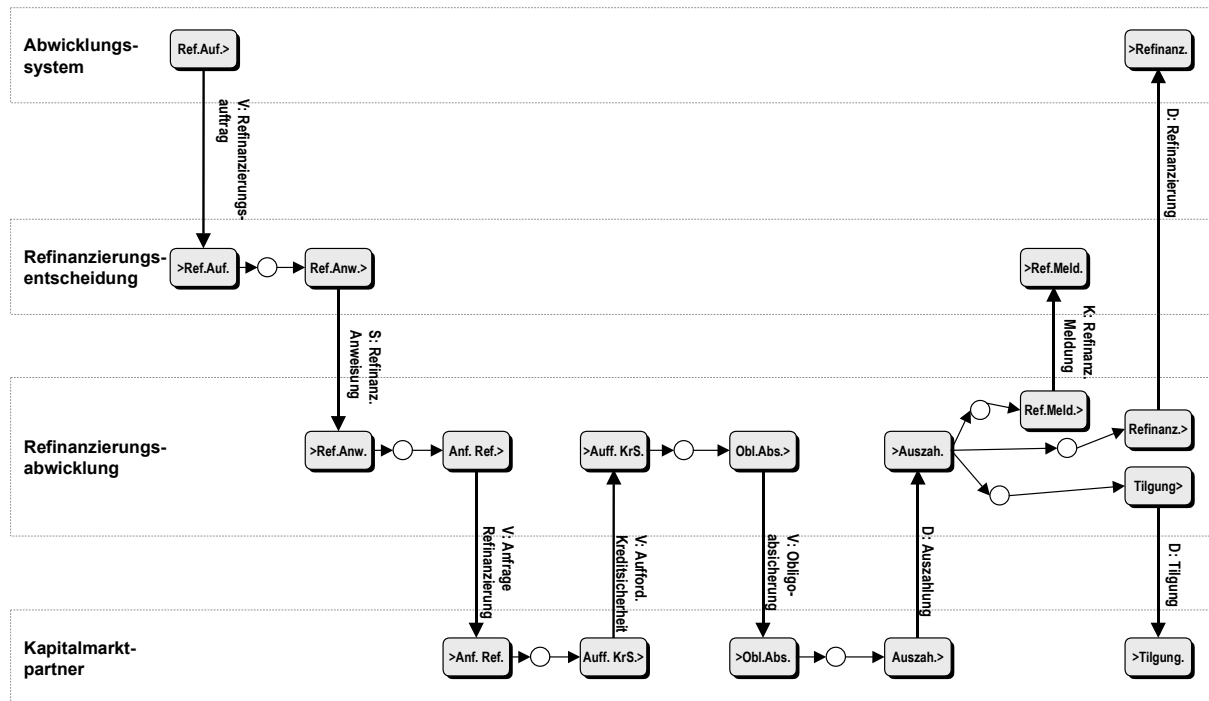 Abwicklungs-
system
Ref.Auf.>
>Refinanz.
V: Refinanzierungs-
auftrag
D: Refinanzierung
Refinanzierungs-
entscheidung
>Ref.Auf.
Ref.Anw.>
>Ref.Meld.
S: Refinanz.
Anweisung
K: Refinanz.
Meldung
Refinanzierungs-
abwicklung
>Ref.Anw.
Anf. Ref.>
>Auff. KrS.
Obl.Abs.>
>Auszah.
Ref.Meld.>
Refinanz.>
Tilgung>
V: Anfrage
Refinanzierung
V: Aufford.
Kreditsicherheit
V: Obligo-
absicherung
D: Auszahlung
D: Tilgung
Kapitalmarkt-
partner
>Anf. Ref.
Auff. KrS.>
>Obl.Abs.
Auszah.>
>Tilgung.